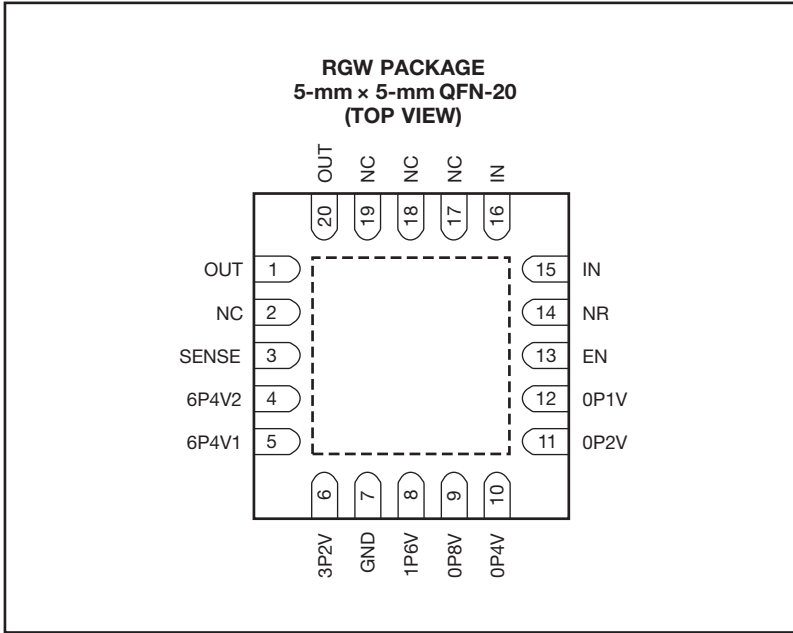 RGW PACKAGE
5-mm × 5-mm QFN-20
(TOP VIEW)
OUT NC NC NC IN
20 19 18 17 16
OUT 1
NC 2
SENSE 3
6P4V2 4
6P4V1 5
15 IN
14 NR
13 EN
12 0P1V
11 0P2V
6 7 8 9 10
3P2V GND 1P6V 0P8V 0P4V